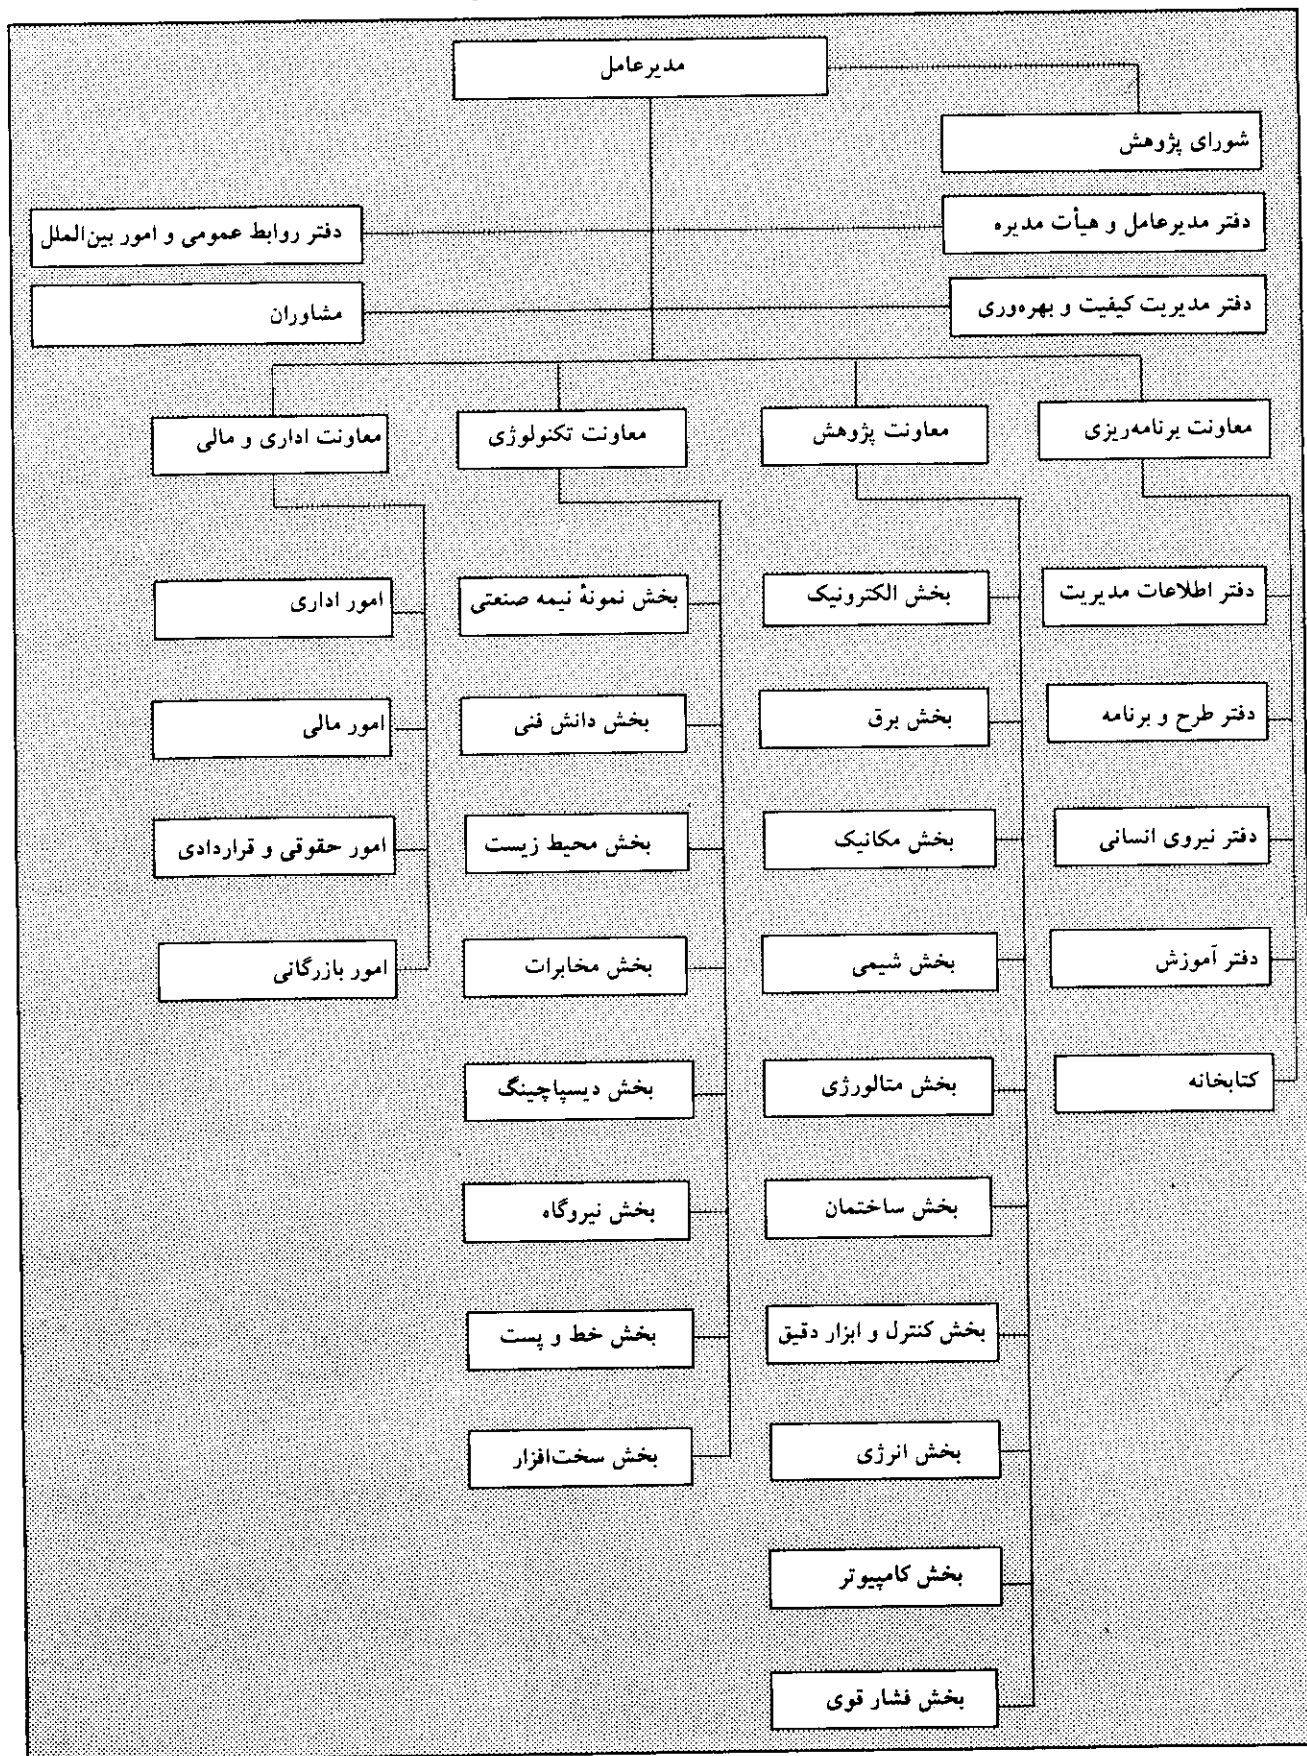 مدیرعامل
شورای پژوهش
دفتر مدیرعامل و هیأت مدیره
دفتر روابط عمومی و امور بین‌الملل
دفتر مدیریت کیفیت و بهره‌وری
مشاوران
معاونت برنامه‌ریزی
معاونت پژوهش
معاونت تکنولوژی
معاونت اداری و مالی
دفتر اطلاعات مدیریت
دفتر طرح و برنامه
دفتر نیروی انسانی
دفتر آموزش
کتابخانه
بخش الکترونیک
بخش برق
بخش مکانیک
بخش شیمی
بخش متالورژی
بخش ساختمان
بخش کنترل و ابزار دقیق
بخش انرژی
بخش کامپیوتر
بخش فشار قوی
بخش نمونهٔ نیمه صنعتی
بخش دانش فنی
بخش محیط زیست
بخش مخابرات
بخش دیسپاچینگ
بخش نیروگاه
بخش خط و پست
بخش سخت‌افزار
امور اداری
امور مالی
امور حقوقی و قراردادی
امور بازرگانی